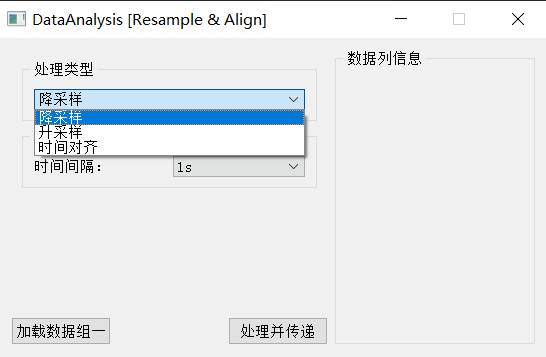 DataAnalysis [Resample & Align]
处理类型
降采样
降采样
升采样
时间对齐
时间间隔:
1s
加载数据组一
处理并传递
数据列信息